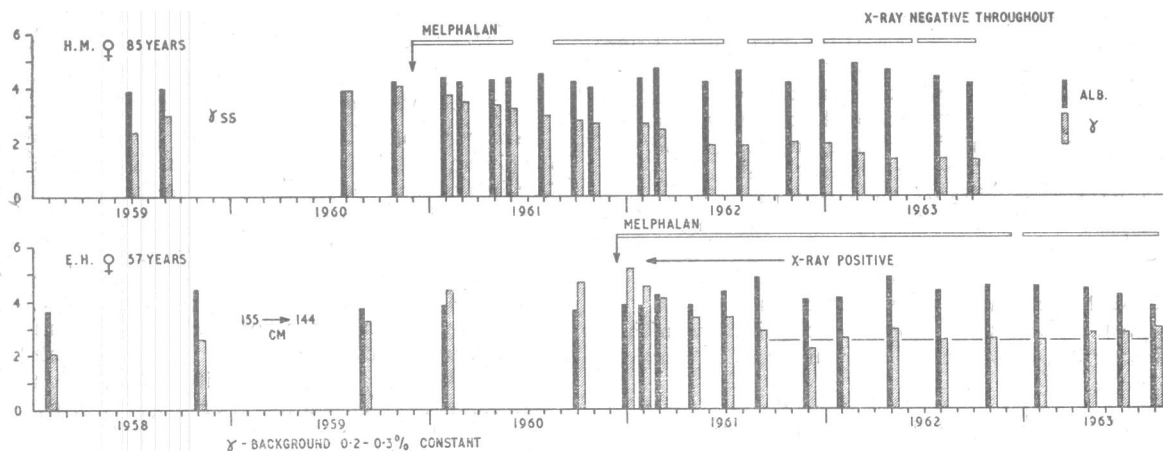 X-RAY NEGATIVE THROUGHOUT
MELPHALAN
6
H.M. ♀ 85 YEARS
4
γ SS
ALB.
γ
2
0
1959 1960 1961 1962 1963
MELPHALAN
6
E.H. ♀ 57 YEARS
X-RAY POSITIVE
4
155 → 144
CM
2
0
1958 1959 1960 1961 1962 1963
γ - BACKGROUND 0·2-0·3% CONSTANT